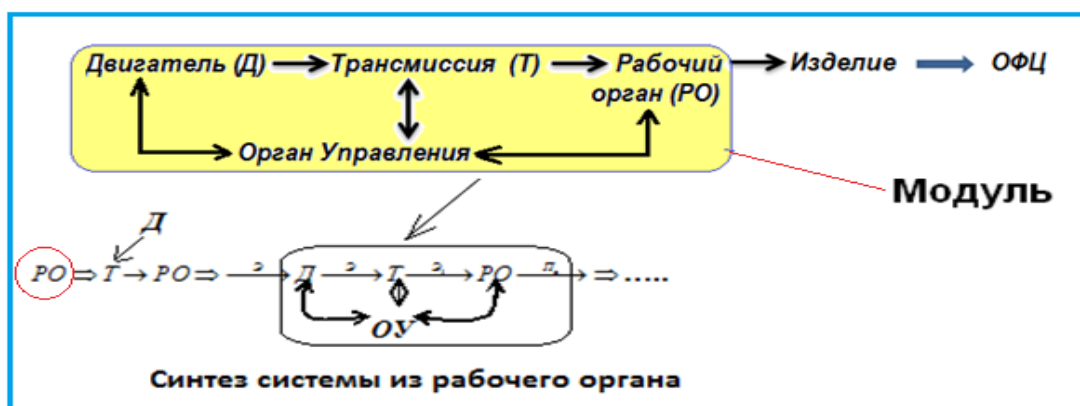 Двигатель (Д) → Трансмиссия (Т) → Рабочий → Изделие → ОФЦ
орган (РО)
Орган Управления
Модуль
Д
РО ⇒ Т → РО ⇒ э → Д э → Т э → РО → ⇒ .....
ОУ
Синтез системы из рабочего органа